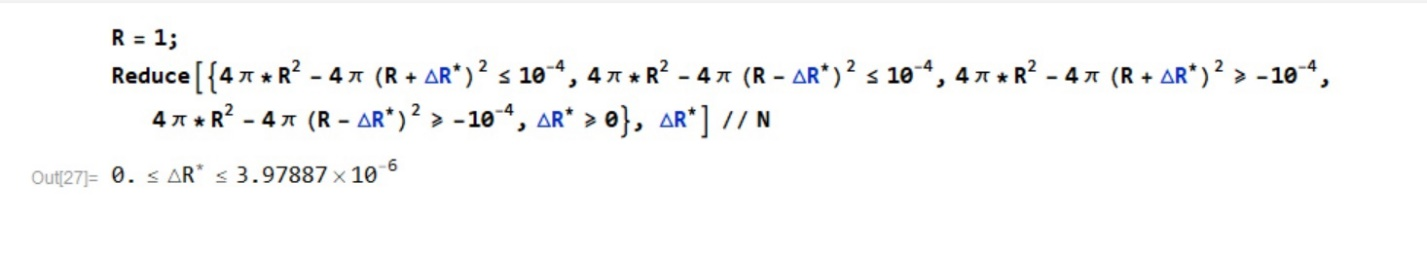 R = 1;
Reduce[{4 π * R² - 4 π (R + ΔR*)² ≤ 10⁻⁴, 4 π * R² - 4 π (R - ΔR*)² ≤ 10⁻⁴, 4 π * R² - 4 π (R + ΔR*)² ≥ -10⁻⁴,
4 π * R² - 4 π (R - ΔR*)² ≥ -10⁻⁴, ΔR* ≥ 0}, ΔR*] // N
Out[27]= 0. ≤ ΔR* ≤ 3.97887 × 10⁻⁶